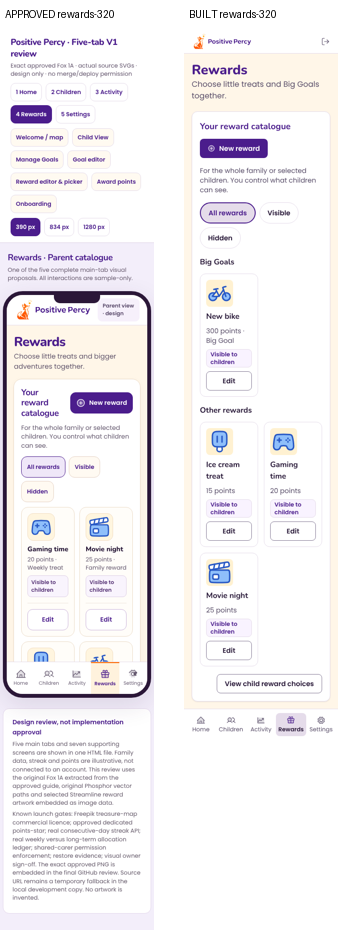 APPROVED rewards-320
Positive Percy · Five-tab V1
review
Exact approved Fox 1A · actual source SVGs ·
design only · no merge/deploy permission
1 Home
2 Children
3 Activity
4 Rewards
5 Settings
Welcome / map
Child View
Manage Goals
Goal editor
Reward editor & picker
Award points
Onboarding
390 px
834 px
1280 px
Rewards · Parent catalogue
One of the five complete main-tab visual
proposals. All interactions are sample-only.
Positive Percy
Parent view
· design
Rewards
Choose little treats and bigger
adventures together.
Your
reward
catalogue
New reward
For the whole family or selected
children. You control what children
can see.
All rewards
Visible
Hidden
Gaming time
20 points ·
Weekly treat
Visible to
children
Edit
Movie night
25 points ·
Family reward
Visible to
children
Edit
Home
Children
Activity
Rewards
Settings
Design review, not implementation
approval
Five main tabs and seven supporting
screens are shown in one HTML file. Family
data, streak and points are illustrative, not
connected to an account. This review uses
the original Fox 1A extracted from the
approved guide, original Phosphor vector
paths and selected Streamline reward
artwork embedded as image data.
Known launch gates: Freepik treasure-map
commercial licence; approved dedicated
points-star; real consecutive-day streak API;
real weekly versus long-term allocation
ledger; shared-carer permission
enforcement; restore evidence; visual owner
sign-off. The exact approved PNG is
embedded in the final GitHub review. Source
URL remains a temporary fallback in the
local development copy. No artwork is
invented.
BUILT rewards-320
Positive Percy
Rewards
Choose little treats and Big Goals
together.
Your reward catalogue
New reward
For the whole family or selected
children. You control what children
can see.
All rewards
Visible
Hidden
Big Goals
New bike
300 points ·
Big Goal
Visible to
children
Edit
Other rewards
Ice cream
treat
15 points
Visible to
children
Edit
Gaming
time
20 points
Visible to
children
Edit
Movie night
25 points
Visible to
children
Edit
View child reward choices
Home
Children
Activity
Rewards
Settings